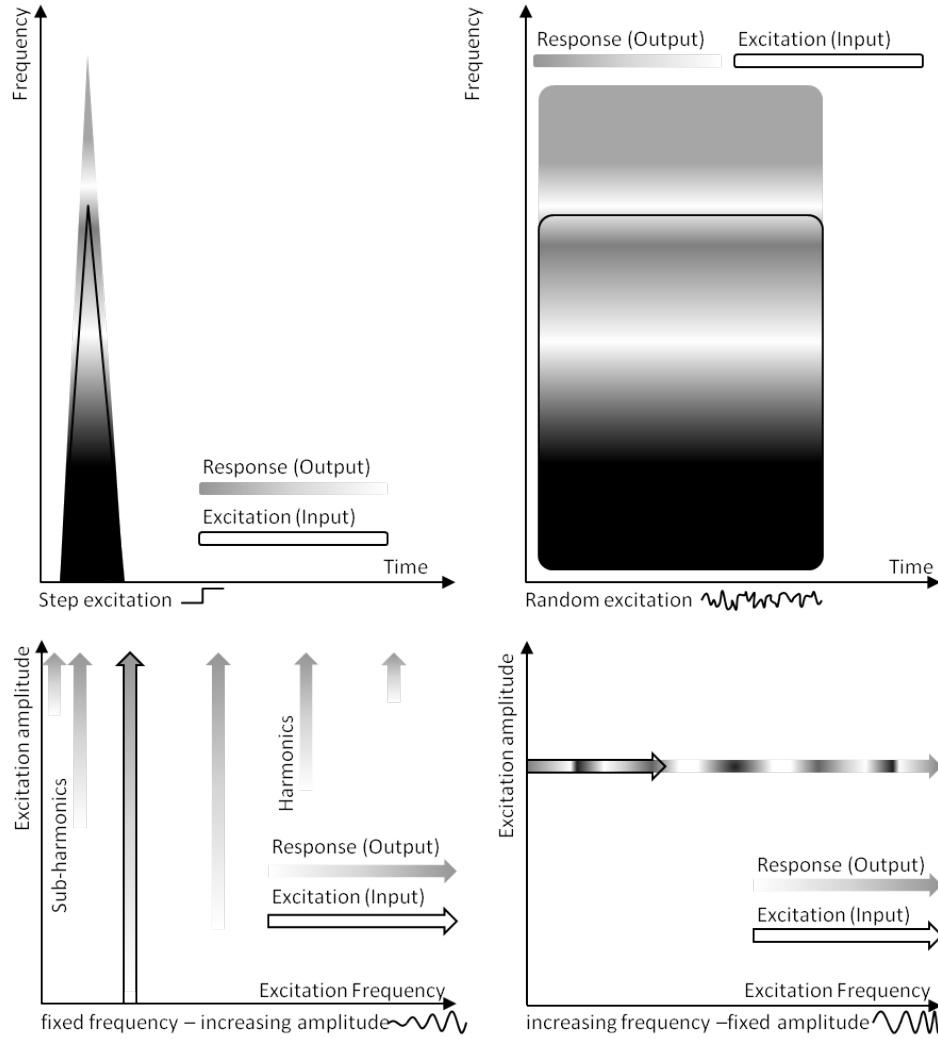 Frequency
Response (Output)
Excitation (Input)
Time
Step excitation
Frequency
Response (Output)
Excitation (Input)
Time
Random excitation
Excitation amplitude
Sub-harmonics
Harmonics
Response (Output)
Excitation (Input)
Excitation Frequency
fixed frequency – increasing amplitude
Excitation amplitude
Response (Output)
Excitation (Input)
Excitation Frequency
increasing frequency –fixed amplitude